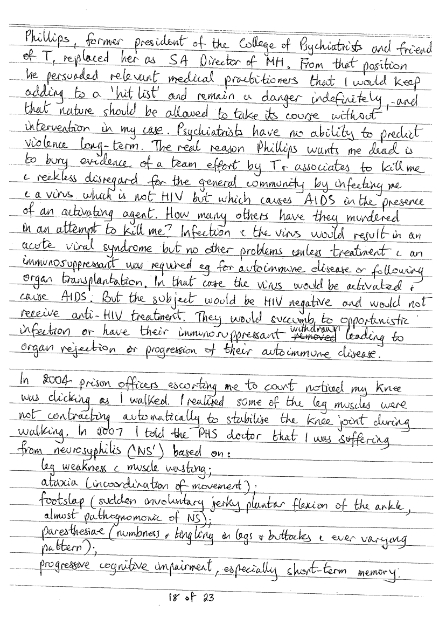 Phillips, former president of the College of Psychiatrists and friend
of T, replaced her as SA Director of MH. From that position
he persuaded relevant medical practitioners that I would keep
adding to a 'hit list' and remain a danger indefinitely, and
that nature should be allowed to take its course without
intervention in my case. Psychiatrists have no ability to predict
violence long-term. The real reason Phillips wants me dead is
to bury evidence of a team effort by T & associates to kill me
c reckless disregard for the general community by infecting me
c a virus which is not HIV but which causes AIDS in the presence
of an activating agent. How many others have they murdered
in an attempt to kill me? Infection c the virus would result in an
acute viral syndrome but no other problems unless treatment c an
immunosuppressant was required eg for autoimmune disease or following
organ transplantation. In that case the virus would be activated &
cause AIDS. But the subject would be HIV negative and would not
receive anti-HIV treatment. They would succumb to opportunistic
infection or have their immunosuppressant withdrawn leading to
organ rejection or progression of their autoimmune disease.
In 2004 prison officers escorting me to court noticed my knee
was clicking as I walked. I realised some of the leg muscles were
not contracting automatically to stabilise the knee joint during
walking. In 2007 I told the PHS doctor that I was suffering
from neurosyphilis ('NS') based on:
leg weakness c muscle wasting;
ataxia (incoordination of movement);
footslap (sudden involuntary jerky plantar flexion of the ankle,
almost pathognomonic of NS);
paresthesiae (numbness & tingling in legs & buttocks c ever varying
pattern);
progressive cognitive impairment, especially short-term memory.
18 of 23